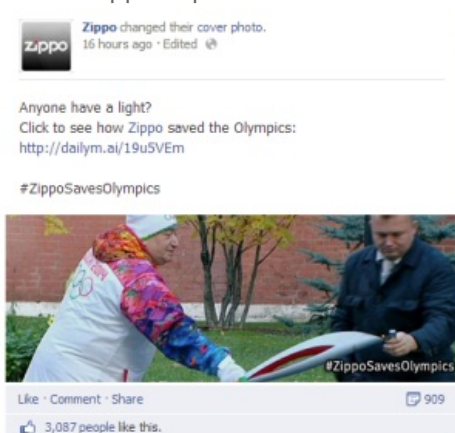 Zippo changed their cover photo.
zippo
16 hours ago · Edited
Anyone have a light?
Click to see how Zippo saved the Olympics:
http://dailym.ai/19u5VEm
#ZippoSavesOlympics
#ZippoSavesOlympics
Like · Comment · Share
909
3,087 people like this.